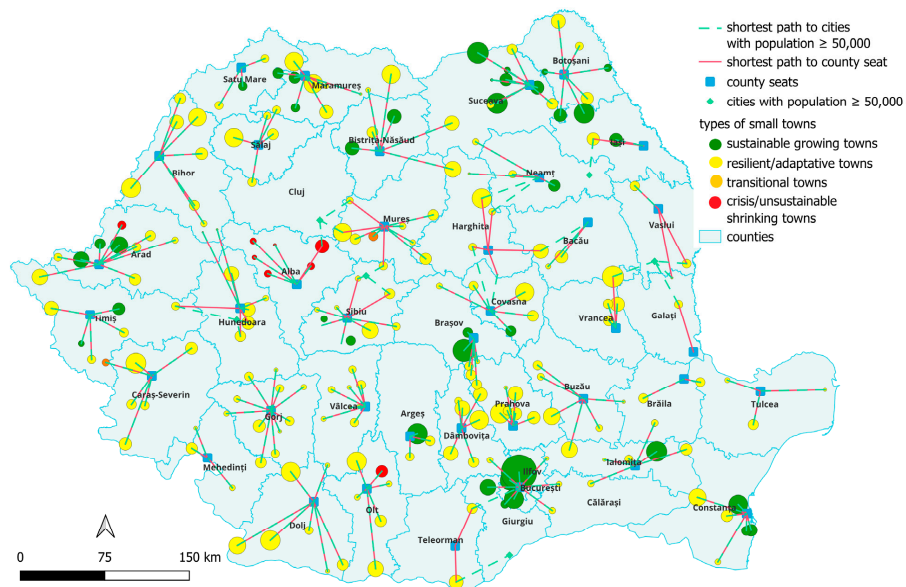 shortest path to cities
with population ≥ 50,000
shortest path to county seat
county seats
cities with population ≥ 50,000
types of small towns
sustainable growing towns
resilient/adaptative towns
transitional towns
crisis/unsustainable
shrinking towns
counties
Satu Mare
Maramureș
Botoșani
Suceava
Sălaj
Bistrița-Năsăud
Iași
Bihor
Neamț
Cluj
Mureș
Harghita
Vaslui
Bacău
Arad
Alba
Timiș
Hunedoara
Sibiu
Covasna
Brașov
Vrancea
Galați
Caraș-Severin
Gorj
Vâlcea
Argeș
Prahova
Buzău
Brăila
Tulcea
Dâmbovița
Mehedinți
Ilfov
Ialomița
București
Călărași
Constanța
Olt
Dolj
Giurgiu
Teleorman
0 75 150 km